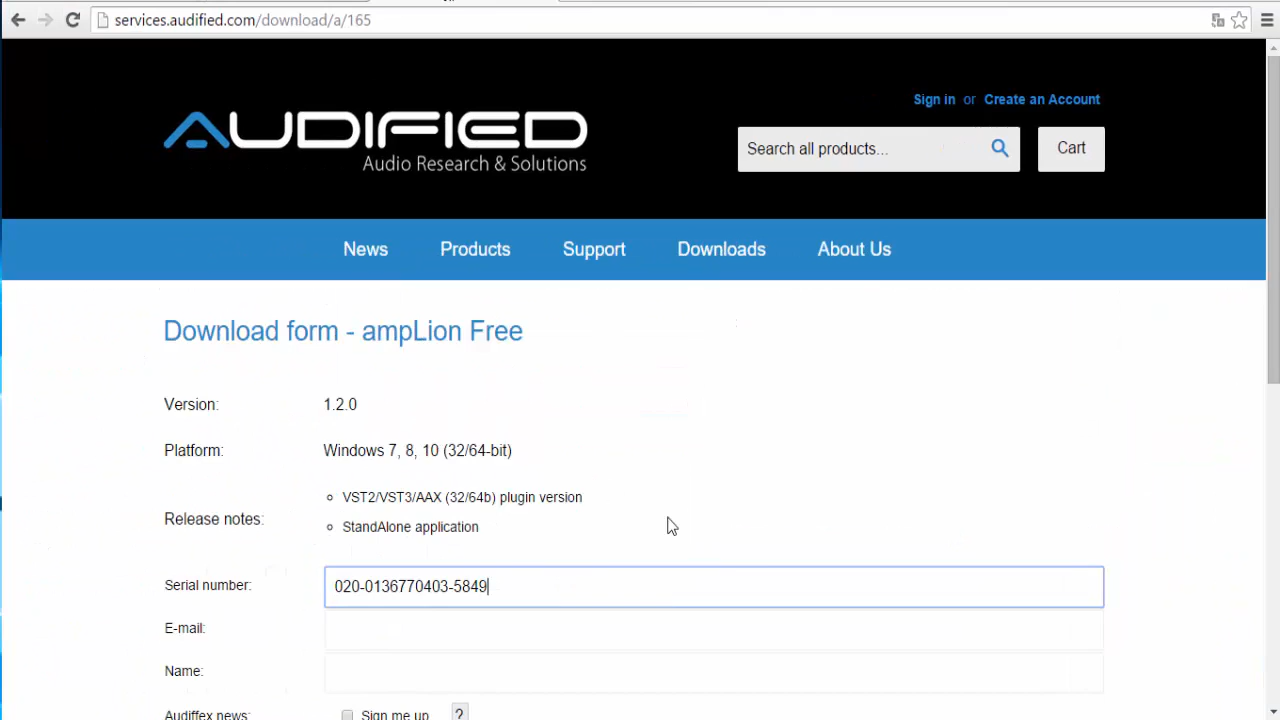 services.audified.com/download/a/165
Sign in or Create an Account
AUDIFIED
Audio Research & Solutions
Search all products...
Cart
News Products Support Downloads About Us
Download form - ampLion Free
Version: 1.2.0
Platform: Windows 7, 8, 10 (32/64-bit)
VST2/VST3/AAX (32/64b) plugin version
Release notes:
StandAlone application
Serial number: 020-0136770403-5849
E-mail:
Name:
Audiffex news: Sign me up ?